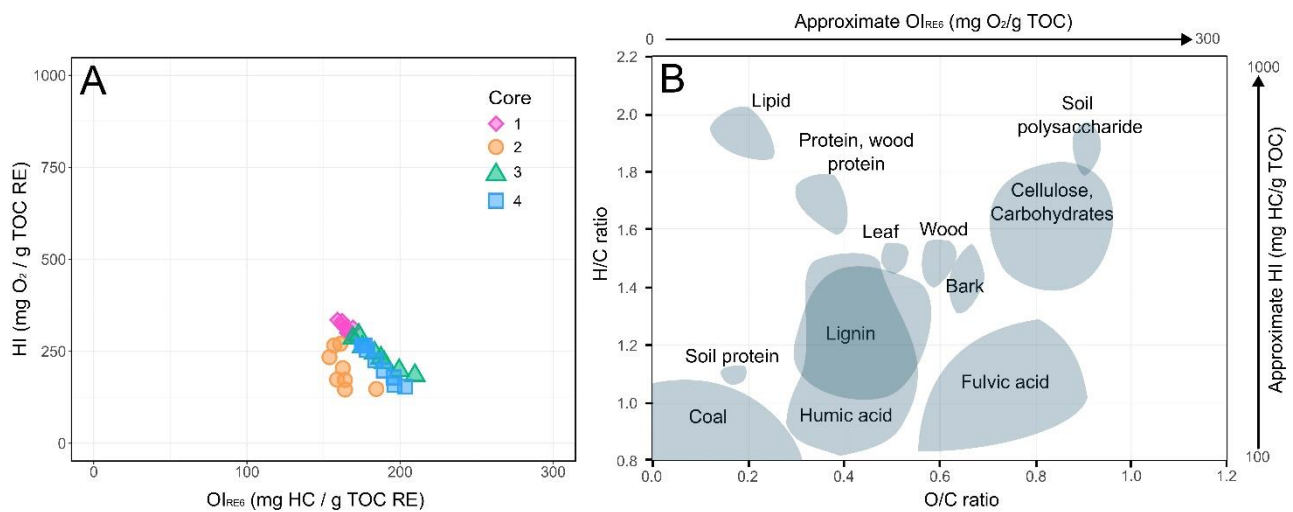 A
1000
750
500
250
0
HI (mg O₂ / g TOC RE)
Core
1
2
3
4
0
100
200
300
OI_RE6 (mg HC / g TOC RE)
Approximate OI_RE6 (mg O₂/g TOC)
0
300
B
2.2
2.0
1.8
1.6
1.4
1.2
1.0
0.8
H/C ratio
Lipid
Protein, wood
protein
Soil
polysaccharide
Cellulose,
Carbohydrates
Leaf
Wood
Bark
Lignin
Soil protein
Coal
Humic acid
Fulvic acid
0.0
0.2
0.4
0.6
0.8
1.0
1.2
O/C ratio
1000
Approximate HI (mg HC/g TOC)
100